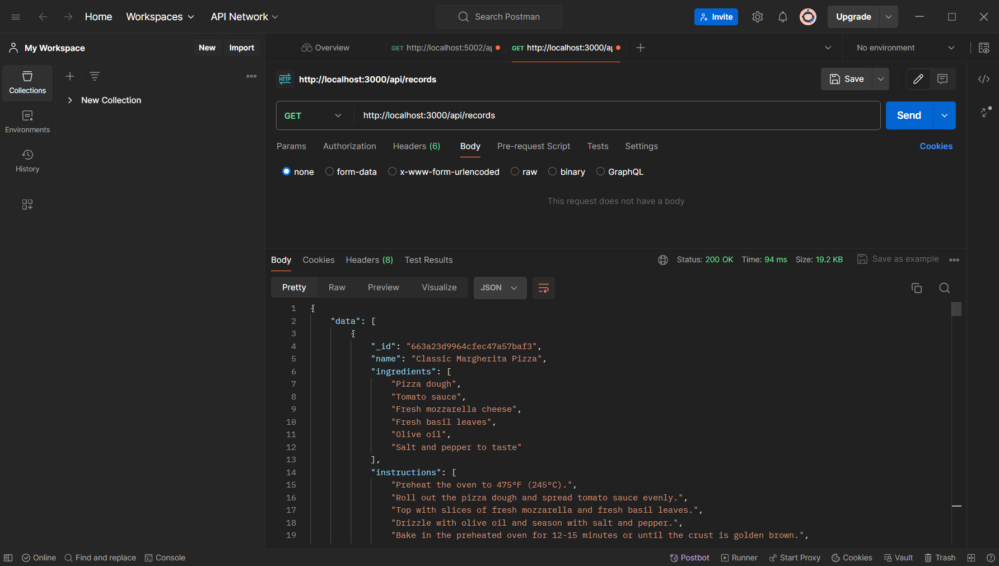 Home Workspaces API Network Search Postman Invite Upgrade
My Workspace New Import Overview GET http://localhost:5002/a GET http://localhost:3000/a No environment
Collections
Environments
History
New Collection
HTTP http://localhost:3000/api/records Save
GET http://localhost:3000/api/records Send
Params Authorization Headers (6) Body Pre-request Script Tests Settings Cookies
none form-data x-www-form-urlencoded raw binary GraphQL
This request does not have a body
Body Cookies Headers (8) Test Results Status: 200 OK Time: 94 ms Size: 19.2 KB Save as example
Pretty Raw Preview Visualize JSON
1 {
2 "data": [
3 {
4 "_id": "663a23d9964cfec47a57baf3",
5 "name": "Classic Margherita Pizza",
6 "ingredients": [
7 "Pizza dough",
8 "Tomato sauce",
9 "Fresh mozzarella cheese",
10 "Fresh basil leaves",
11 "Olive oil",
12 "Salt and pepper to taste"
13 ],
14 "instructions": [
15 "Preheat the oven to 475°F (245°C).",
16 "Roll out the pizza dough and spread tomato sauce evenly.",
17 "Top with slices of fresh mozzarella and fresh basil leaves.",
18 "Drizzle with olive oil and season with salt and pepper.",
19 "Bake in the preheated oven for 12-15 minutes or until the crust is golden brown.",
Online Find and replace Console Postbot Runner Start Proxy Cookies Vault Trash